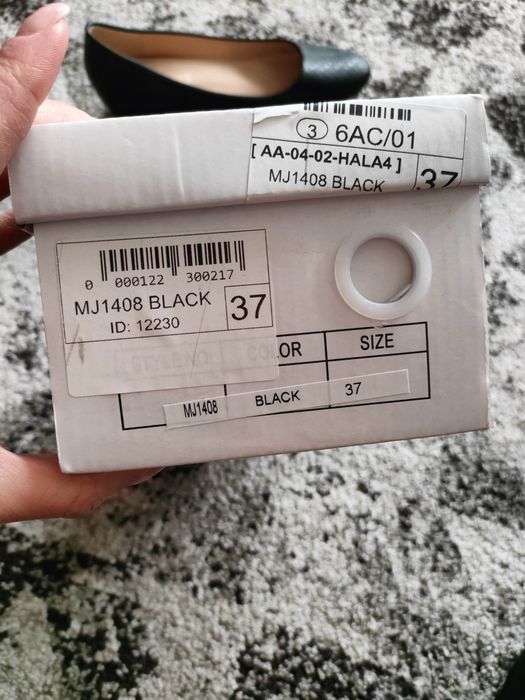 3 6AC/01
[ AA-04-02-HALA4 ]
MJ1408 BLACK 37
0 000122 300217
MJ1408 BLACK 37
ID: 12230
SIZE
MJ1408 BLACK 37